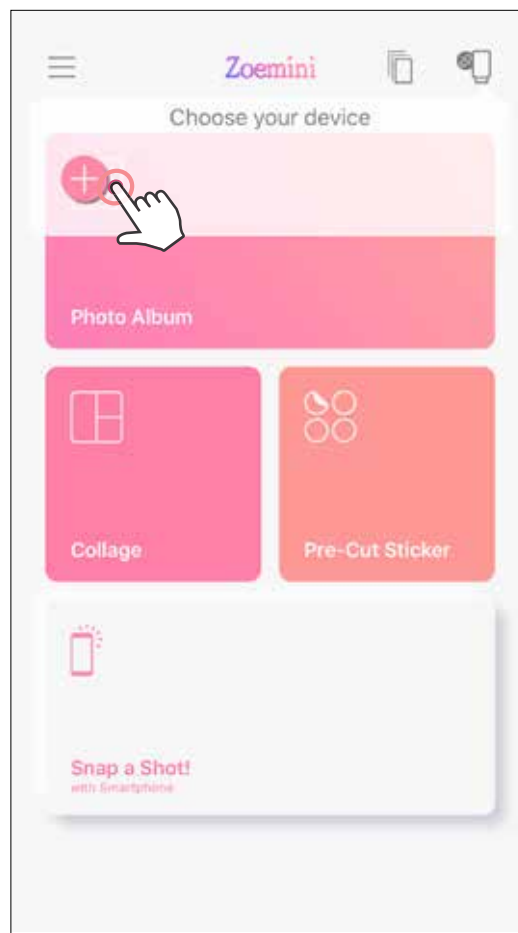 Zoemini
Choose your device
Photo Album
Collage
Pre-Cut Sticker
Snap a Shot!
with Smartphone